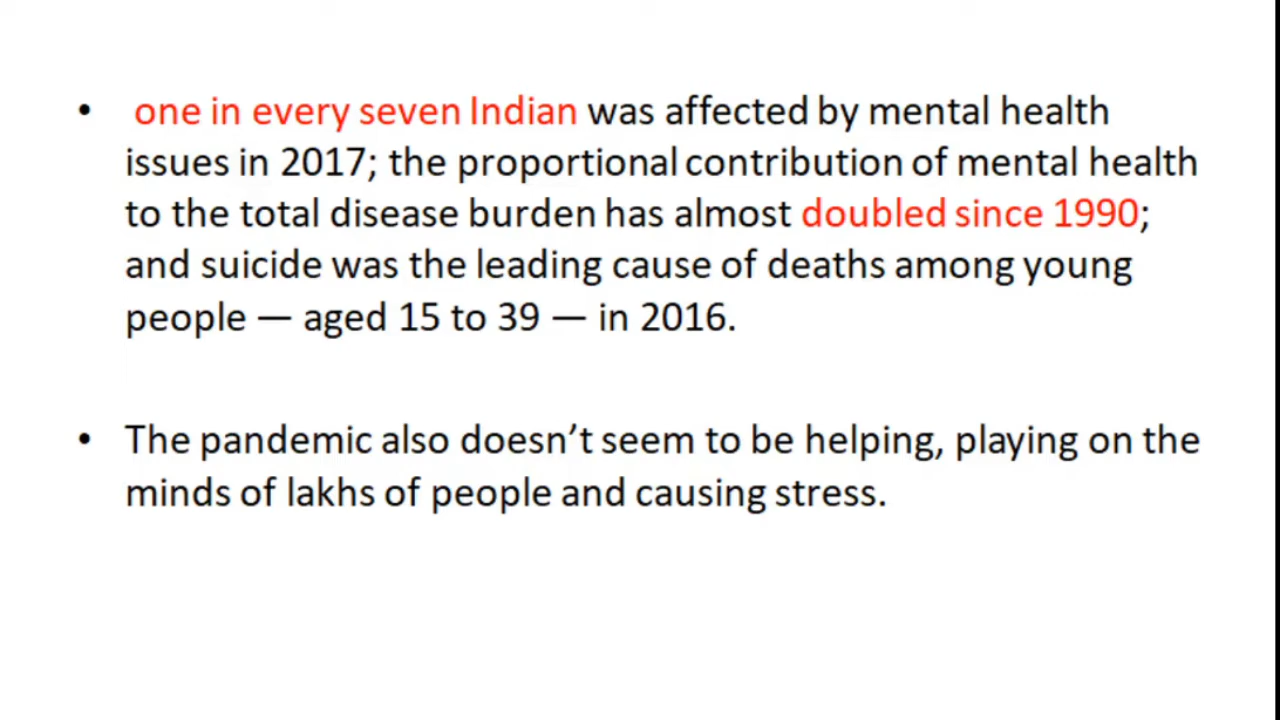 • one in every seven Indian was affected by mental health
issues in 2017; the proportional contribution of mental health
to the total disease burden has almost doubled since 1990;
and suicide was the leading cause of deaths among young
people — aged 15 to 39 — in 2016.
• The pandemic also doesn’t seem to be helping, playing on the
minds of lakhs of people and causing stress.